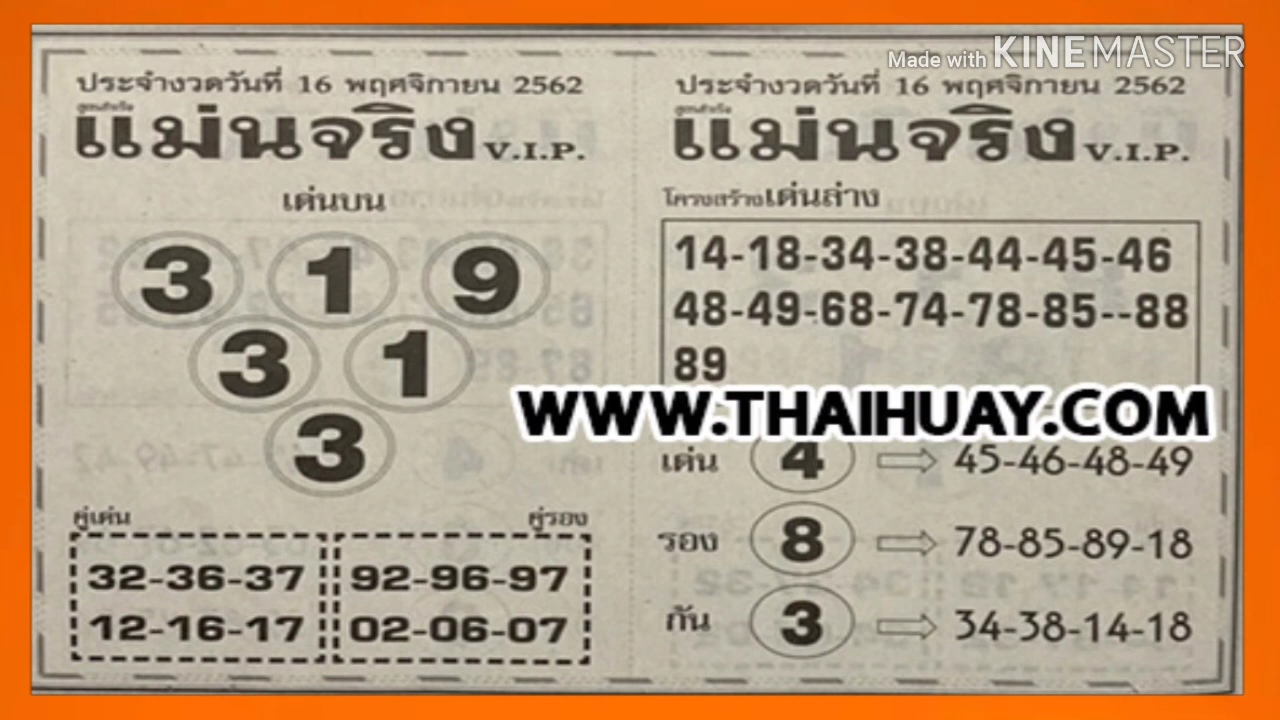 Made with KINEMASTER
ประจำงวดวันที่ 16 พฤศจิกายน 2562
แม่นจริง V.I.P.
เด่นบน
3 1 9
3 1
3
คู่เด่น คู่รอง
32-36-37 92-96-97
12-16-17 02-06-07
ประจำงวดวันที่ 16 พฤศจิกายน 2562
แม่นจริง V.I.P.
โครงสร้างเด่นล่าง
14-18-34-38-44-45-46
48-49-68-74-78-85--88
89
WWW.THAIHUAY.COM
เด่น 4 45-46-48-49
รอง 8 78-85-89-18
กัน 3 34-38-14-18